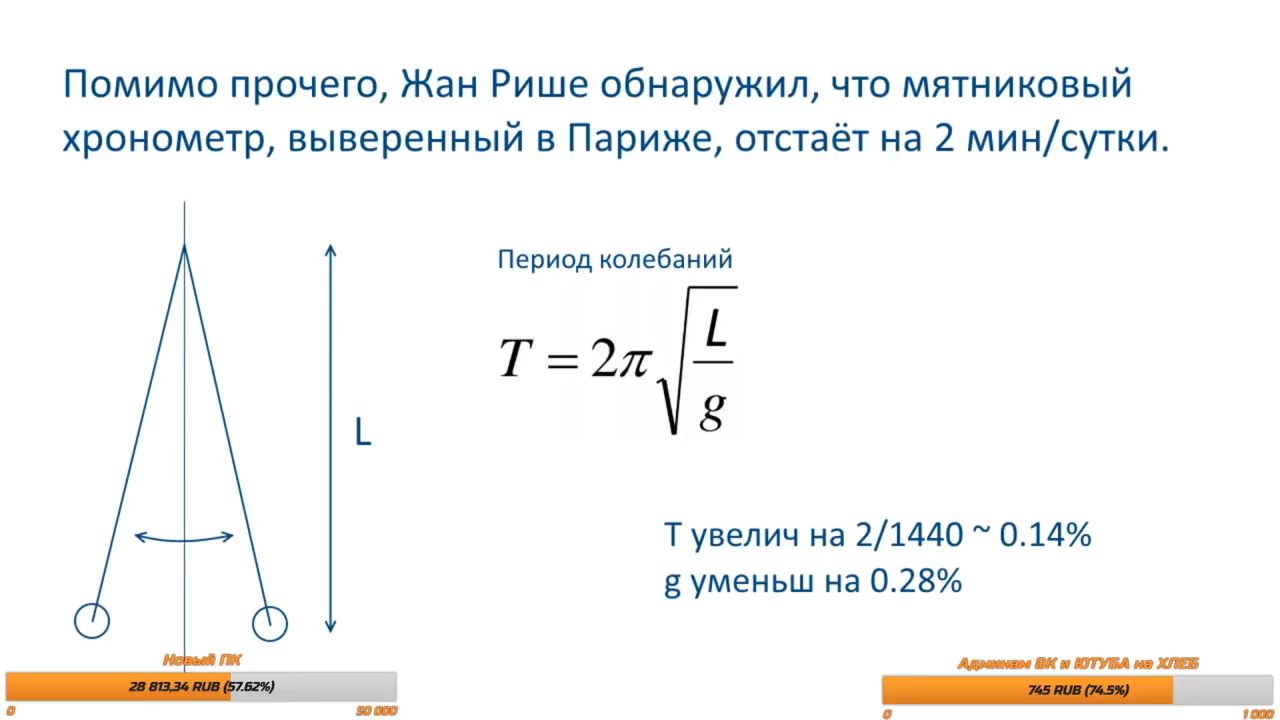 Помимо прочего, Жан Рише обнаружил, что мятниковый
хронометр, выверенный в Париже, отстаёт на 2 мин/сутки.
Период колебаний
T = 2π√(L/g)
L
T увелич на 2/1440 ~ 0.14%
g уменьш на 0.28%
Новый ПК
28 813,34 RUB (57.62%)
0 50 000
Админам ВК и ЮТУБА на ХЛЕБ
745 RUB (74.5%)
0 1 000